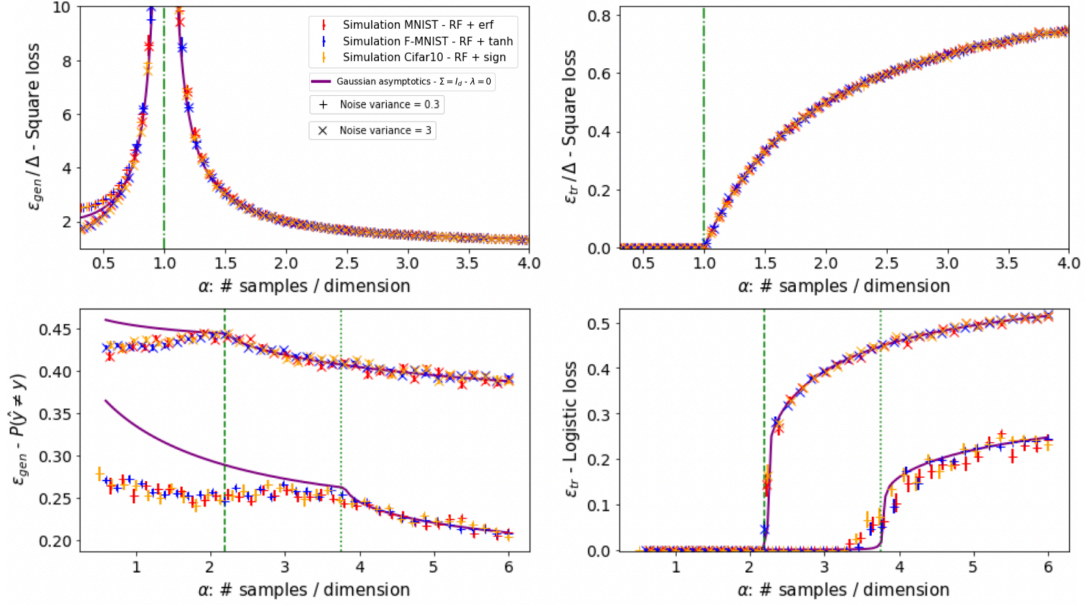 ε_gen / Δ - Square loss
10
8
6
4
2
Simulation MNIST - RF + erf
Simulation F-MNIST - RF + tanh
Simulation Cifar10 - RF + sign
Gaussian asymptotics - Σ = I_d - λ = 0
Noise variance = 0.3
Noise variance = 3
0.5 1.0 1.5 2.0 2.5 3.0 3.5 4.0
α: # samples / dimension
ε_tr / Δ - Square loss
0.8
0.6
0.4
0.2
0.0
0.5 1.0 1.5 2.0 2.5 3.0 3.5 4.0
α: # samples / dimension
ε_gen - P(ŷ ≠ y)
0.45
0.40
0.35
0.30
0.25
0.20
1 2 3 4 5 6
α: # samples / dimension
ε_tr - Logistic loss
0.5
0.4
0.3
0.2
0.1
0.0
1 2 3 4 5 6
α: # samples / dimension